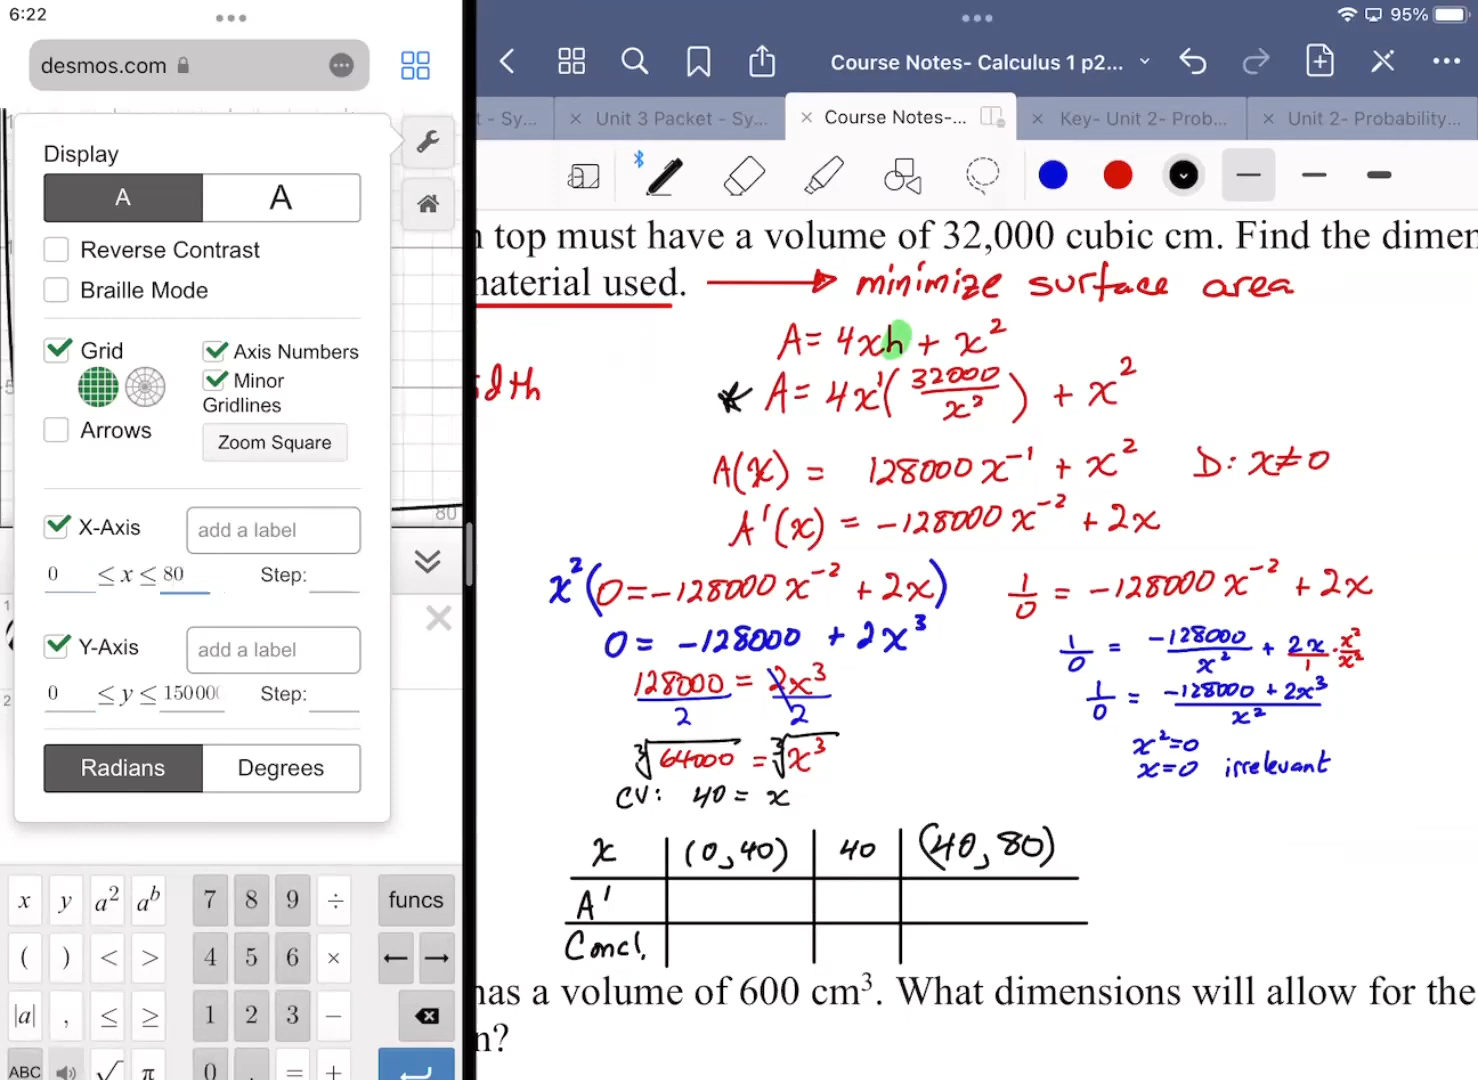 6:22
95%
desmos.com
Course Notes- Calculus 1 p2...
t - Sy...
Unit 3 Packet - Sy...
Course Notes-...
Key- Unit 2- Prob...
Unit 2- Probability...
Display
A A
Reverse Contrast
Braille Mode
Grid
Axis Numbers
Minor Gridlines
Arrows
Zoom Square
X-Axis
add a label
0 ≤ x ≤ 80 Step:
Y-Axis
add a label
0 ≤ y ≤ 15000 Step:
Radians Degrees
80
1
2
x y a² aᵇ 7 8 9 ÷ funcs
( ) < > 4 5 6 × ← →
|a| , ≤ ≥ 1 2 3 −
ABC √ π 0 . = +
top must have a volume of 32,000 cubic cm. Find the dimen
material used. → minimize surface area
A = 4xh + x²
width
* A = 4x¹(32000/x²) + x²
A(x) = 128000x⁻¹ + x² D: x≠0
A'(x) = -128000x⁻² + 2x
x²(0 = -128000x⁻² + 2x)
0 = -128000 + 2x³
128000/2 = 2x³/2
∛64000 = ∛x³
CV: 40 = x
1/0 = -128000x⁻² + 2x
1/0 = -128000/x² + 2x/1 · x²/x²
1/0 = (-128000 + 2x³)/x²
x²=0
x=0 irrelevant
x (0,40) 40 (40,80)
A'
Concl.
has a volume of 600 cm³. What dimensions will allow for the
n?